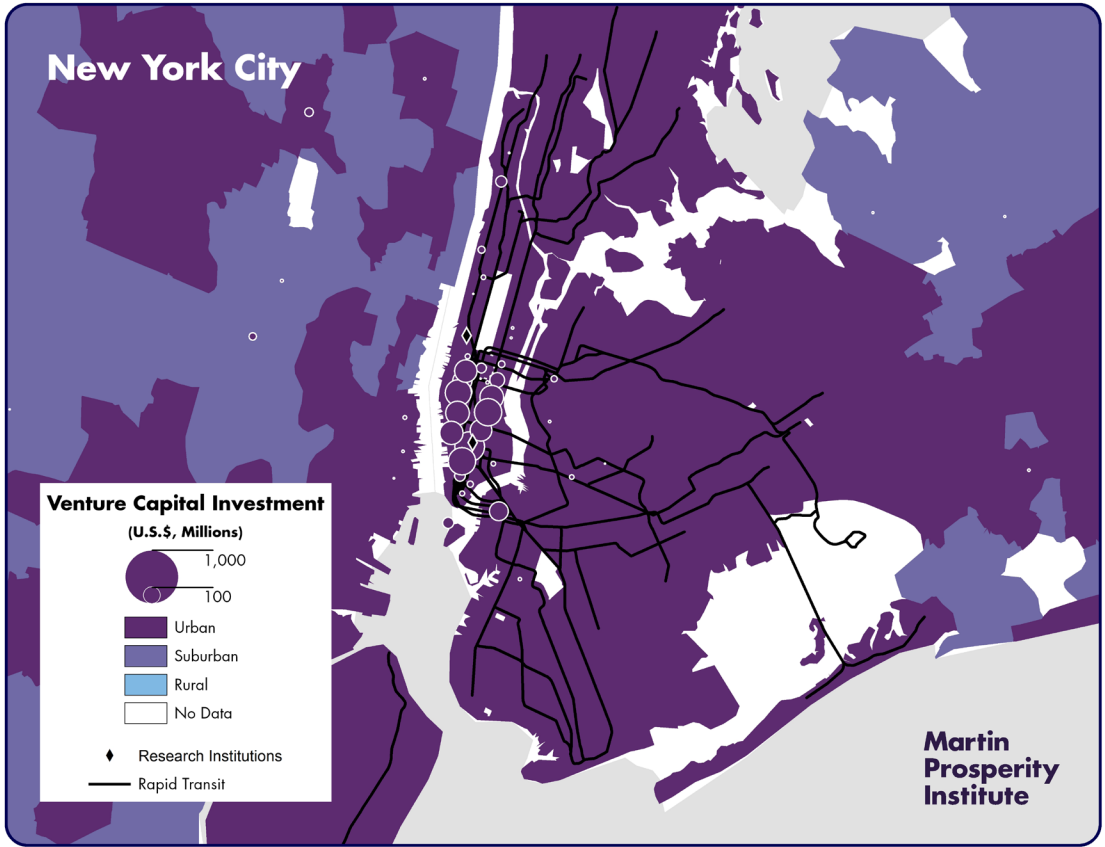 New York City
Venture Capital Investment
(U.S.$, Millions)
1,000
100
Urban
Suburban
Rural
No Data
Research Institutions
Rapid Transit
Martin
Prosperity
Institute